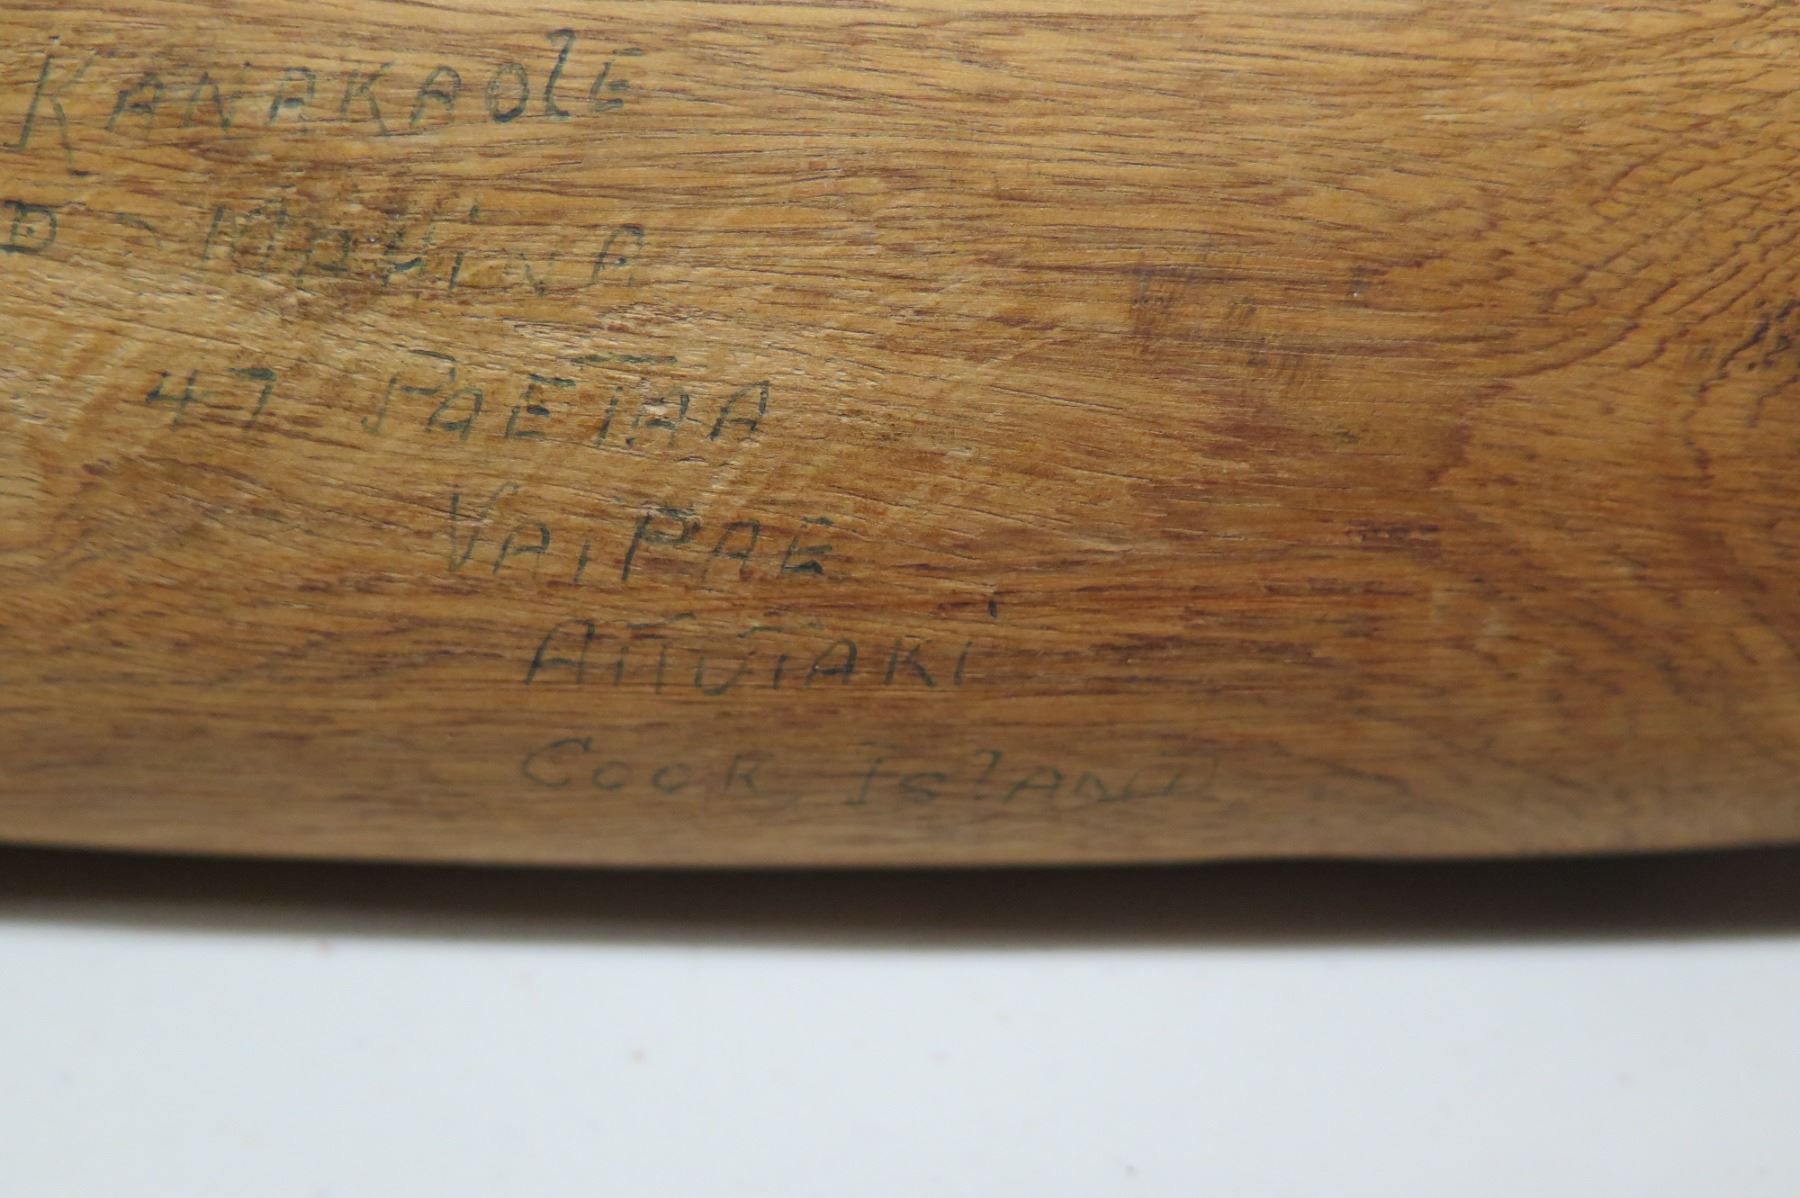 KANAKAOlE
D - MAHINA
47 PAETAA
VAiPAE
AiTUTAKi
COOK ISlAND